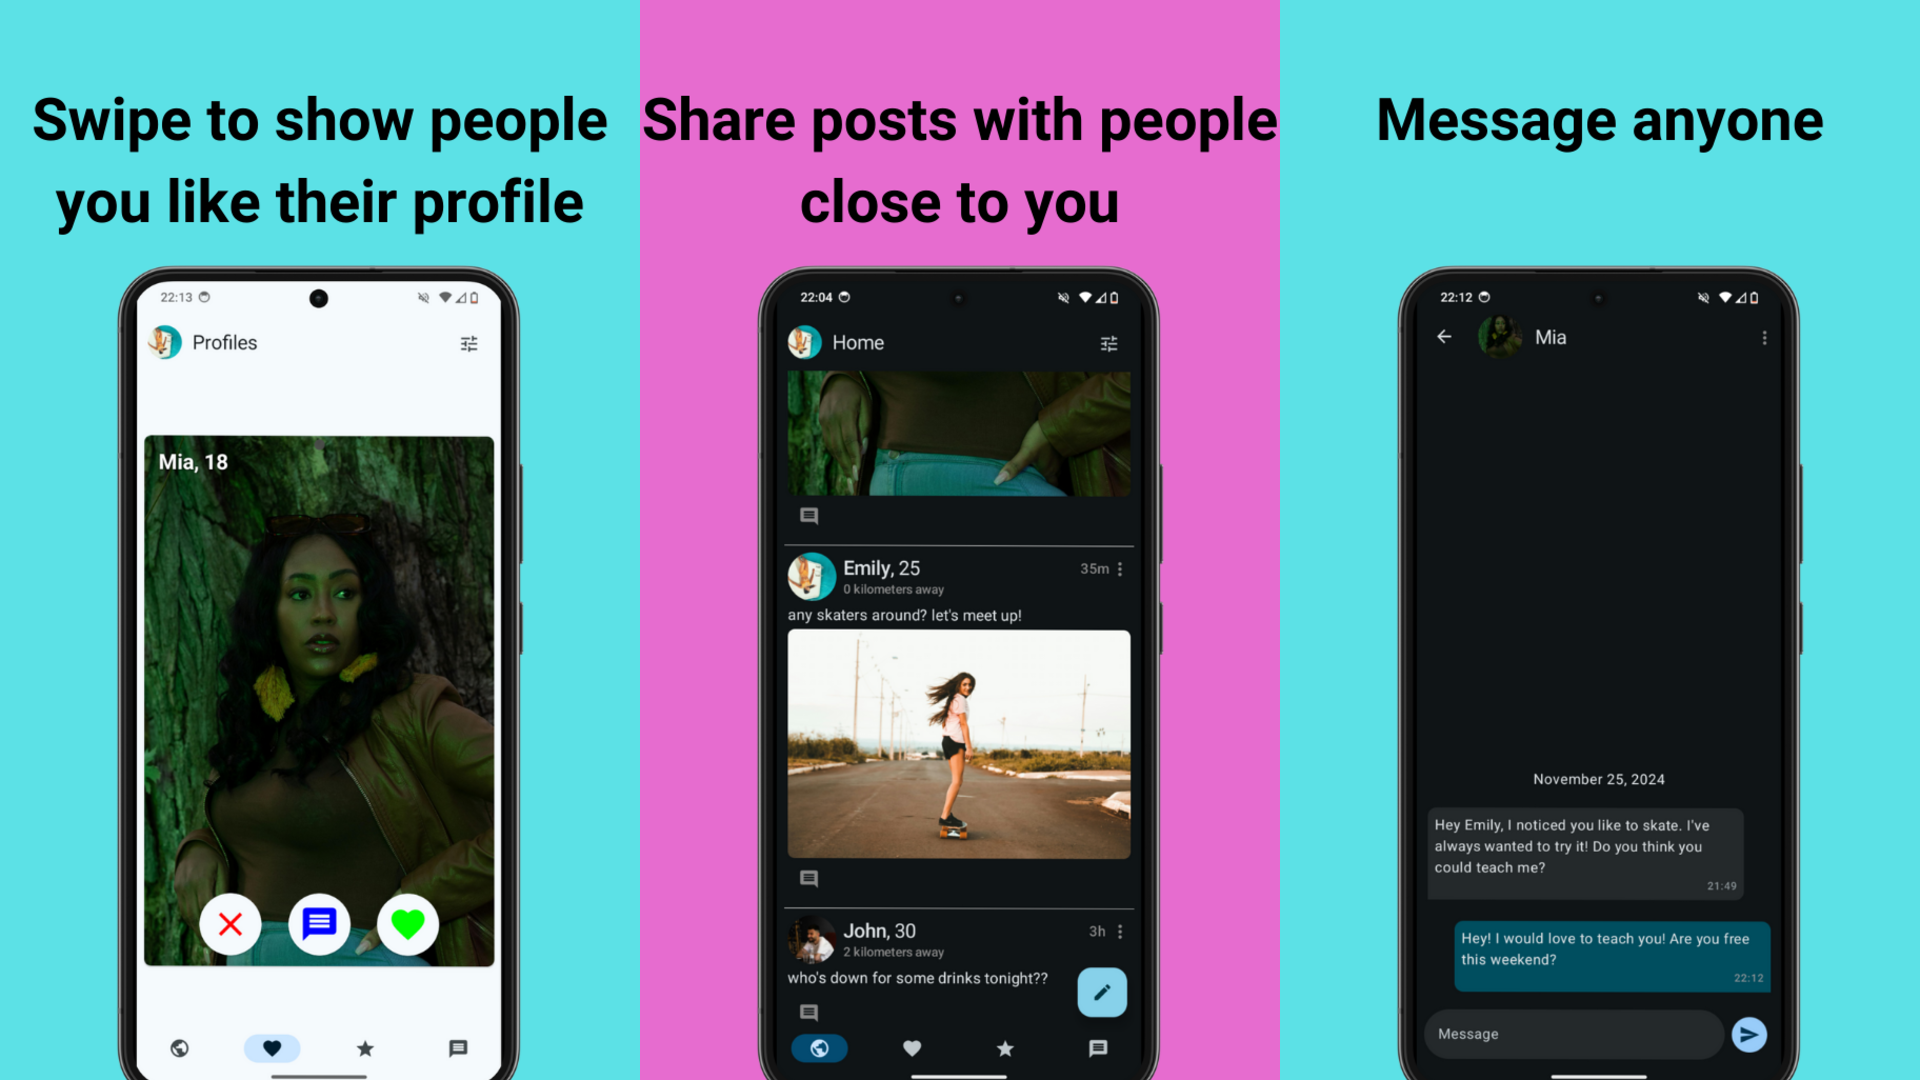 Swipe to show people
you like their profile
22:13
Profiles
Mia, 18
Share posts with people
close to you
22:04
Home
Emily, 25
35m
0 kilometers away
any skaters around? let's meet up!
John, 30
3h
2 kilometers away
who's down for some drinks tonight??
Message anyone
22:12
Mia
November 25, 2024
Hey Emily, I noticed you like to skate. I've
always wanted to try it! Do you think you
could teach me?
21:49
Hey! I would love to teach you! Are you free
this weekend?
22:12
Message